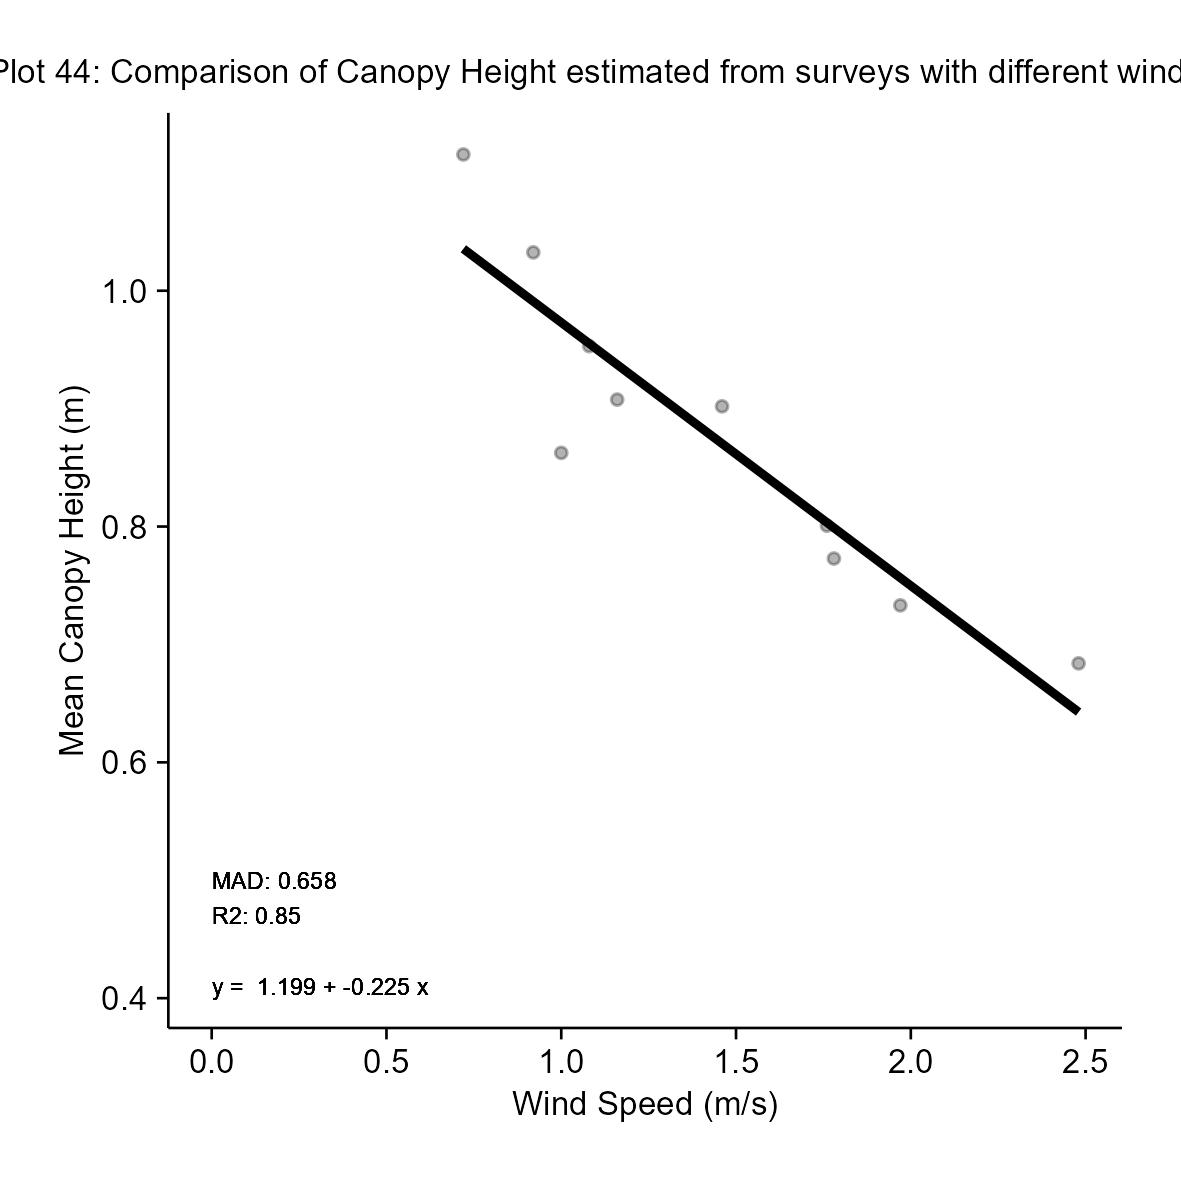 Plot 44: Comparison of Canopy Height estimated from surveys with different wind
Mean Canopy Height (m)
1.0
0.8
0.6
0.4
MAD: 0.658
R2: 0.85
y = 1.199 + -0.225 x
0.0 0.5 1.0 1.5 2.0 2.5
Wind Speed (m/s)